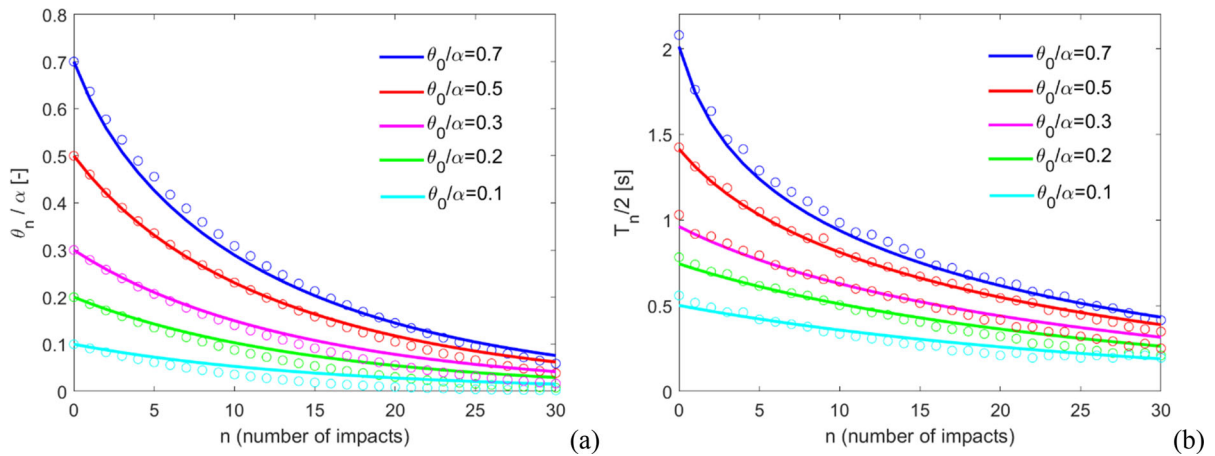 0.8
0.7
0.6
0.5
0.4
0.3
0.2
0.1
0
θn / α [-]
0 5 10 15 20 25 30
n (number of impacts)
θ0/α=0.7
θ0/α=0.5
θ0/α=0.3
θ0/α=0.2
θ0/α=0.1
(a)
2
1.5
1
0.5
0
Tn/2 [s]
0 5 10 15 20 25 30
n (number of impacts)
θ0/α=0.7
θ0/α=0.5
θ0/α=0.3
θ0/α=0.2
θ0/α=0.1
(b)